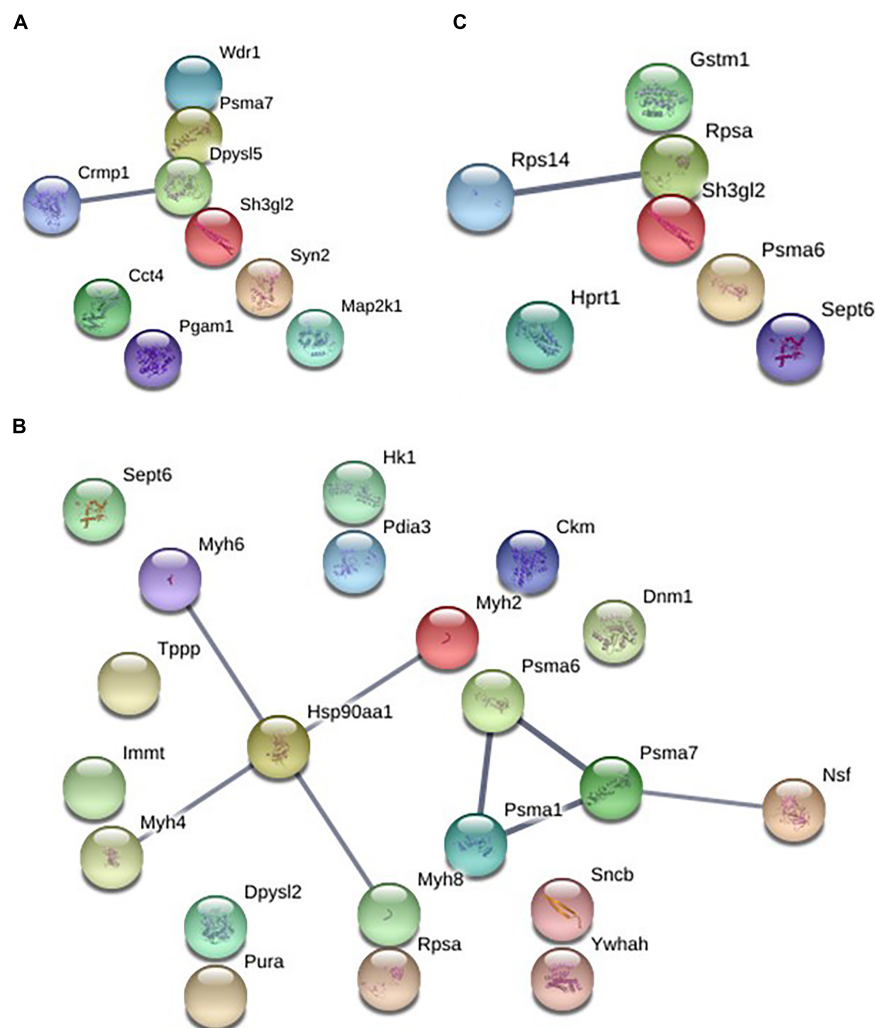 A
Wdr1
Psma7
Dpysl5
Crmp1
Sh3gl2
Syn2
Cct4
Map2k1
Pgam1
C
Gstm1
Rpsa
Rps14
Sh3gl2
Psma6
Hprt1
Sept6
B
Sept6
Hk1
Myh6
Pdia3
Ckm
Myh2
Dnm1
Tppp
Psma6
Hsp90aa1
Immt
Psma7
Nsf
Myh4
Psma1
Myh8
Sncb
Dpysl2
Rpsa
Ywhah
Pura